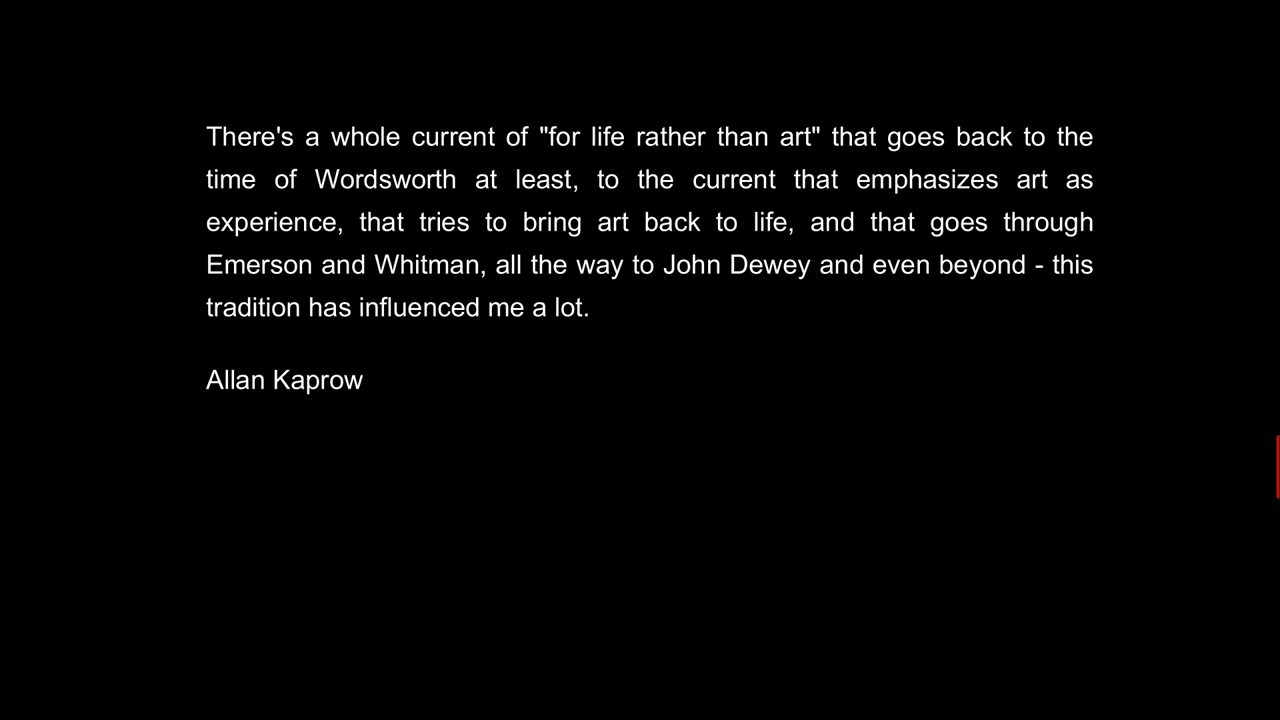 There's a whole current of "for life rather than art" that goes back to the
time of Wordsworth at least, to the current that emphasizes art as
experience, that tries to bring art back to life, and that goes through
Emerson and Whitman, all the way to John Dewey and even beyond - this
tradition has influenced me a lot.
Allan Kaprow